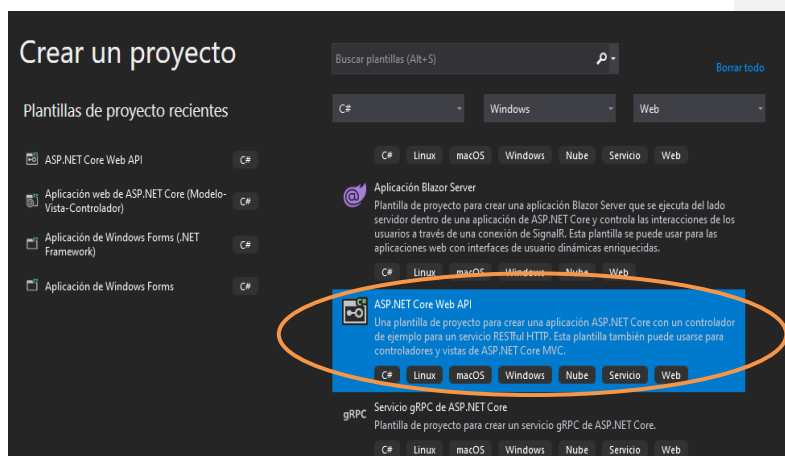 Crear un proyecto
Plantillas de proyecto recientes
ASP.NET Core Web API C#
Aplicación web de ASP.NET Core (Modelo-
Vista-Controlador) C#
Aplicación de Windows Forms (.NET
Framework) C#
Aplicación de Windows Forms C#
Buscar plantillas (Alt+S)
Borrar todo
C# Windows Web
C# Linux macOS Windows Nube Servicio Web
Aplicación Blazor Server
Plantilla de proyecto para crear una aplicación Blazor Server que se ejecuta del lado
servidor dentro de una aplicación de ASP.NET Core y controla las interacciones de los
usuarios a través de una conexión de SignalR. Esta plantilla se puede usar para las
aplicaciones web con interfaces de usuario dinámicas enriquecidas.
C# Linux macOS Windows Nube Web
ASP.NET Core Web API
Una plantilla de proyecto para crear una aplicación ASP.NET Core con un controlador
de ejemplo para un servicio RESTful HTTP. Esta plantilla también puede usarse para
controladores y vistas de ASP.NET Core MVC.
C# Linux macOS Windows Nube Servicio Web
gRPC Servicio gRPC de ASP.NET Core
Plantilla de proyecto para crear un servicio gRPC de ASP.NET Core.
C# Linux macOS Windows Nube Servicio Web